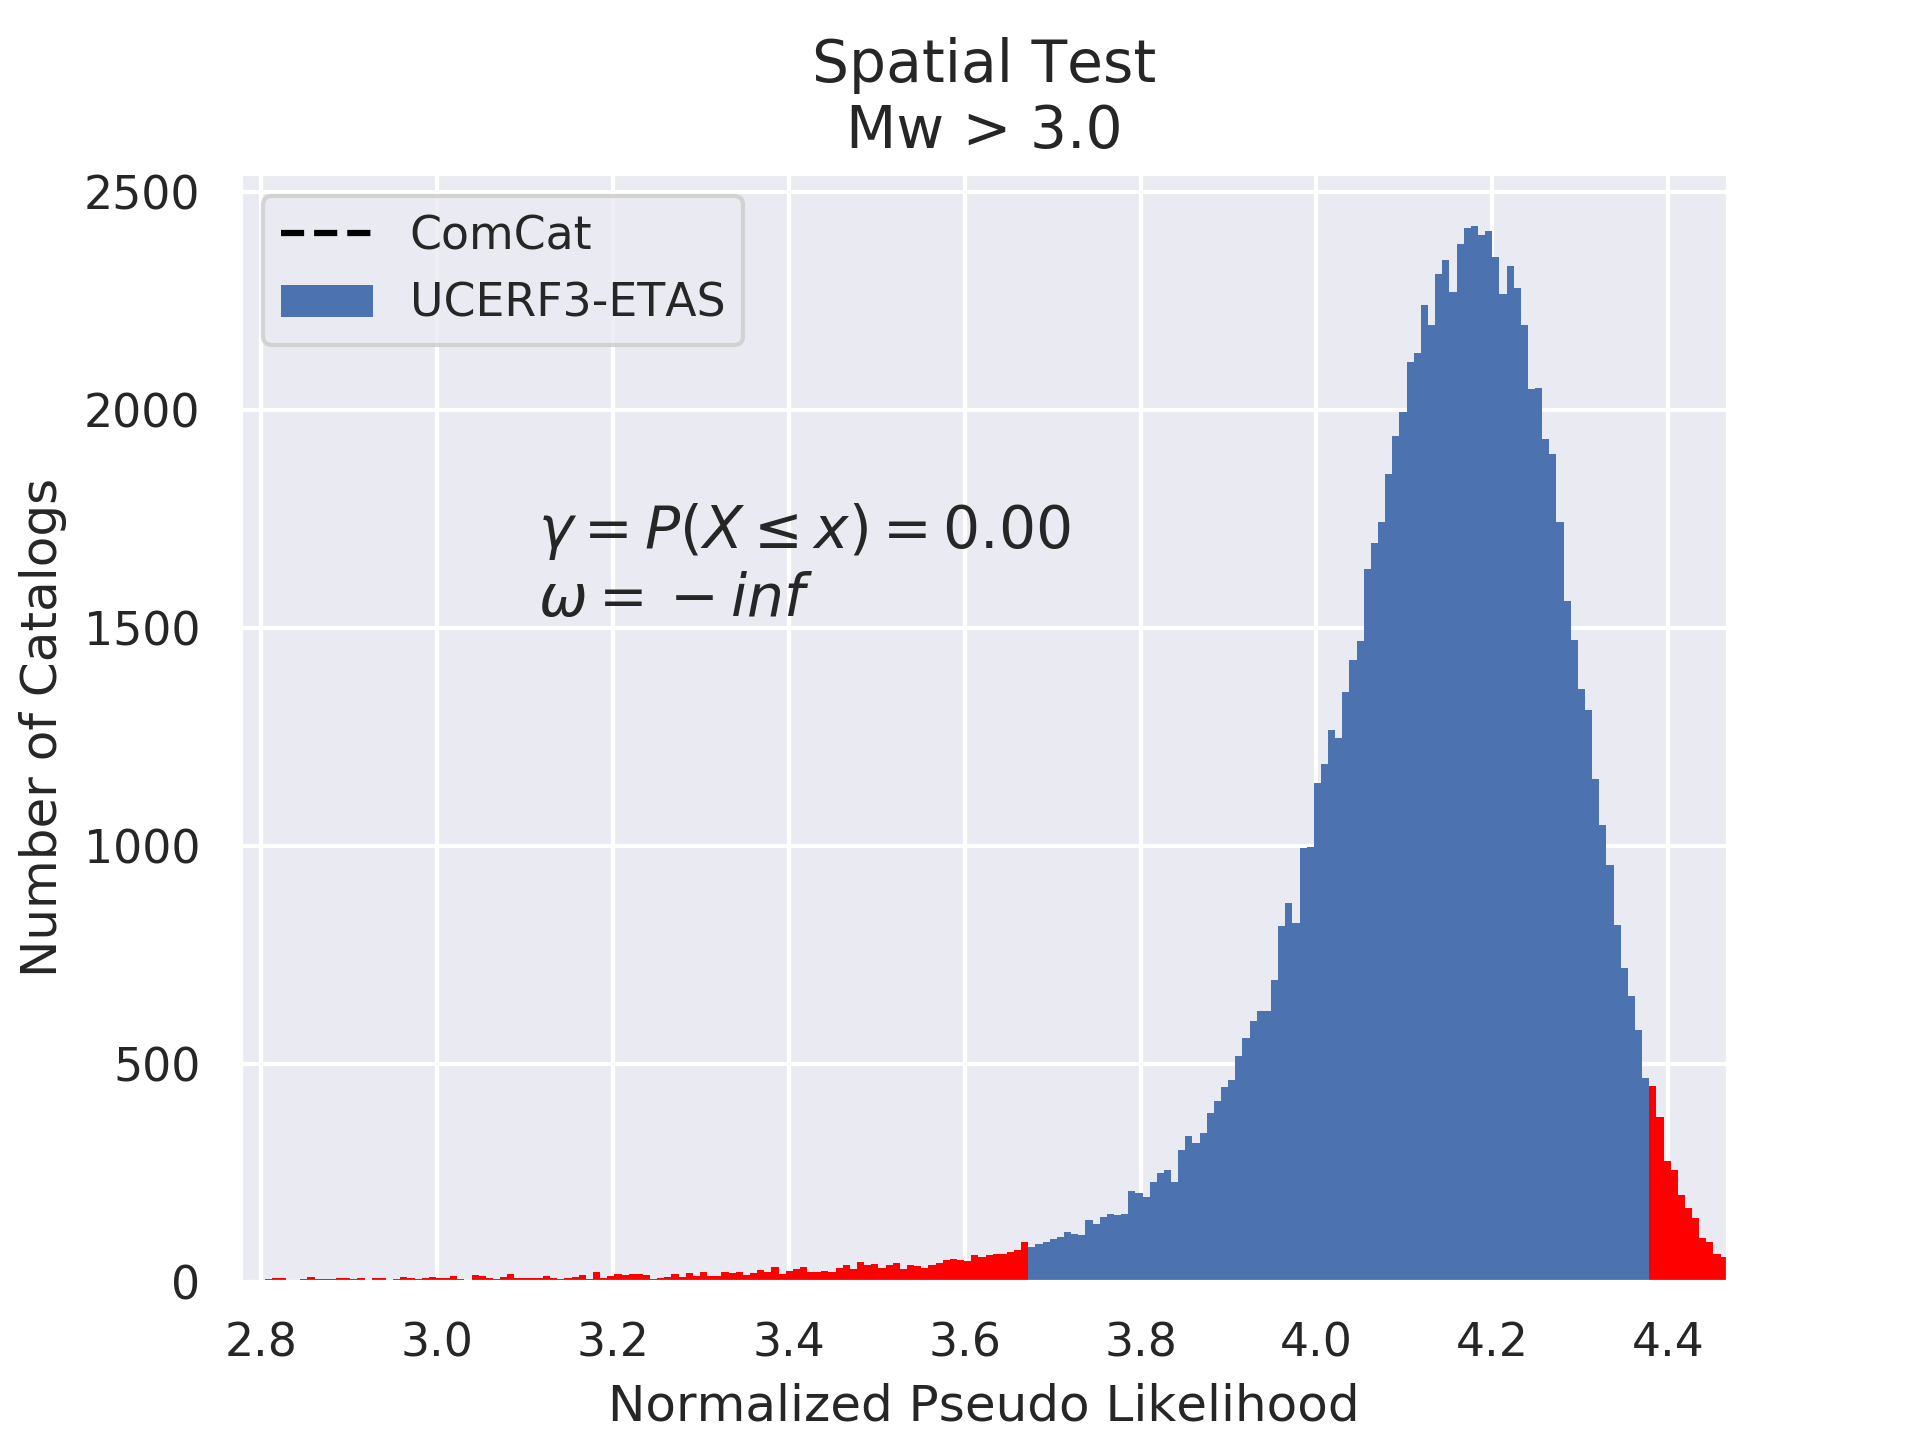 Spatial Test
Mw > 3.0
2500
2000
1500
1000
500
0
Number of Catalogs
ComCat
UCERF3-ETAS
γ = P(X ≤ x) = 0.00
ω = − inf
2.8 3.0 3.2 3.4 3.6 3.8 4.0 4.2 4.4
Normalized Pseudo Likelihood